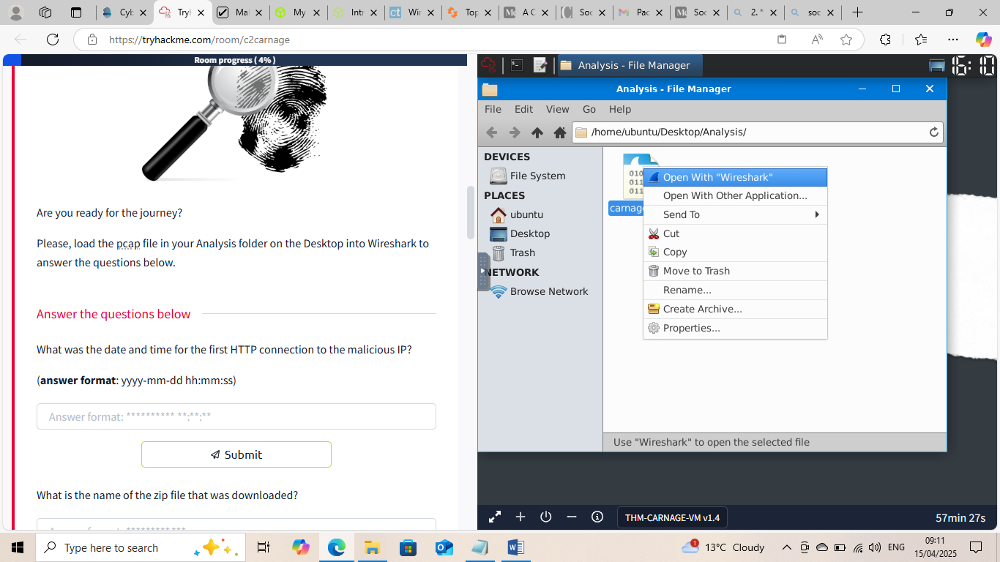 Cyb
Tryl
Mal
My
Intr
Wir
Top
A C
Soc
Pac
Soc
2. *
soc
https://tryhackme.com/room/c2carnage
Room progress ( 4% )
Are you ready for the journey?
Please, load the pcap file in your Analysis folder on the Desktop into Wireshark to
answer the questions below.
Answer the questions below
What was the date and time for the first HTTP connection to the malicious IP?
(answer format: yyyy-mm-dd hh:mm:ss)
Answer format: ********** **:**:**
Submit
What is the name of the zip file that was downloaded?
Analysis - File Manager
16:10
Analysis - File Manager
File Edit View Go Help
/home/ubuntu/Desktop/Analysis/
DEVICES
File System
PLACES
ubuntu
Desktop
Trash
NETWORK
Browse Network
010
011
011
carnage
Open With "Wireshark"
Open With Other Application...
Send To
Cut
Copy
Move to Trash
Rename...
Create Archive...
Properties...
Use "Wireshark" to open the selected file
THM-CARNAGE-VM v1.4
57min 27s
Type here to search
1
13°C Cloudy
ENG
09:11
15/04/2025